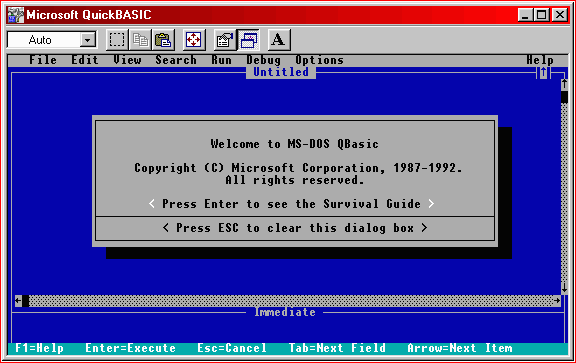 Microsoft QuickBASIC
Auto
A
File Edit View Search Run Debug Options Help
Untitled
Welcome to MS-DOS QBasic
Copyright (C) Microsoft Corporation, 1987-1992.
All rights reserved.
< Press Enter to see the Survival Guide >
< Press ESC to clear this dialog box >
Immediate
F1=Help Enter=Execute Esc=Cancel Tab=Next Field Arrow=Next Item